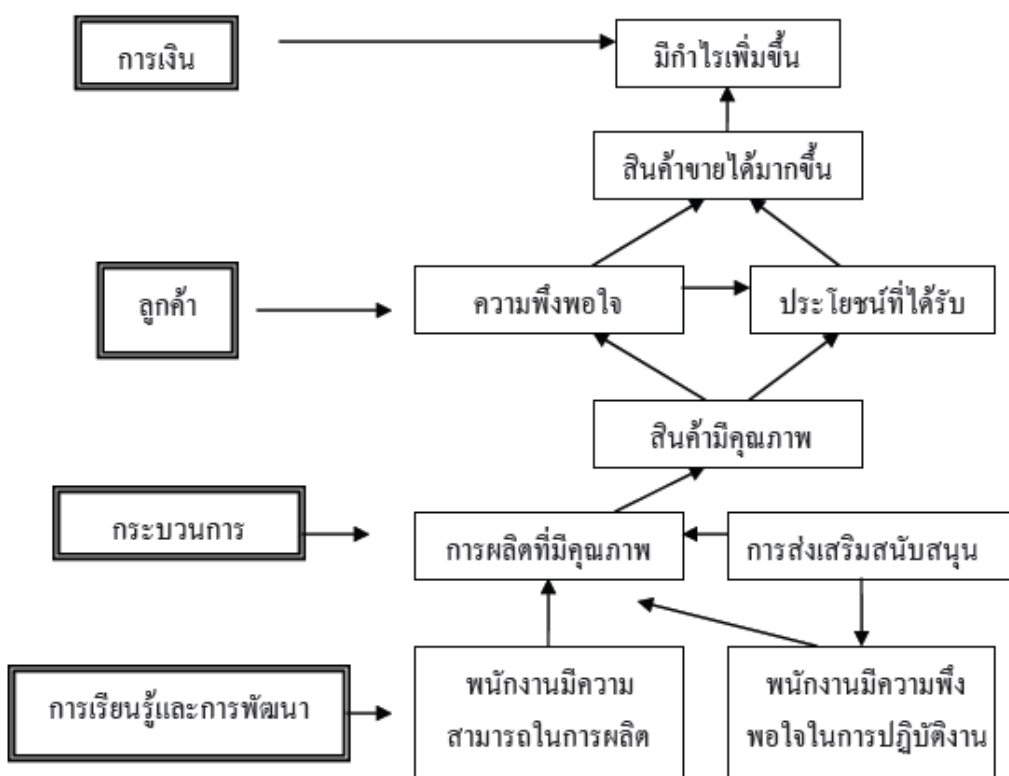 การเงิน
มีกำไรเพิ่มขึ้น
สินค้าขายได้มากขึ้น
ลูกค้า
ความพึงพอใจ
ประโยชน์ที่ได้รับ
สินค้ามีคุณภาพ
กระบวนการ
การผลิตที่มีคุณภาพ
การส่งเสริมสนับสนุน
การเรียนรู้และการพัฒนา
พนักงานมีความ
สามารถในการผลิต
พนักงานมีความพึง
พอใจในการปฏิบัติงาน